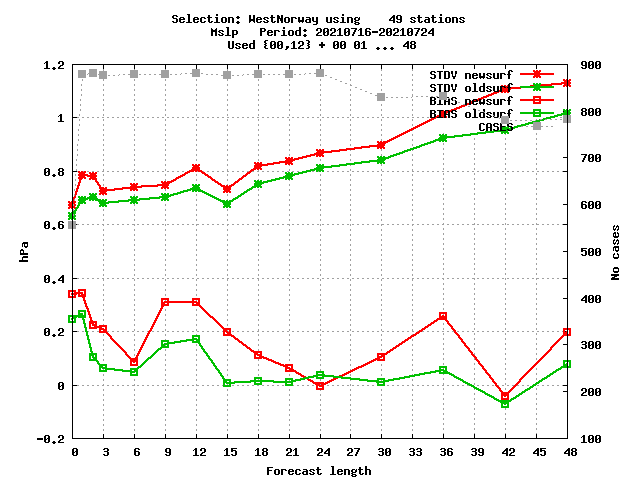 Selection: WestNorway using    49 stations
Mslp   Period: 20210716-20210724
Used {00,12} + 00 01 ... 48
1.2
1
0.8
0.6
0.4
0.2
0
-0.2
hPa
900
800
700
600
500
400
300
200
100
No cases
STDV newsurf
STDV oldsurf
BIAS newsurf
BIAS oldsurf
CASES
0 3 6 9 12 15 18 21 24 27 30 33 36 39 42 45 48
Forecast length